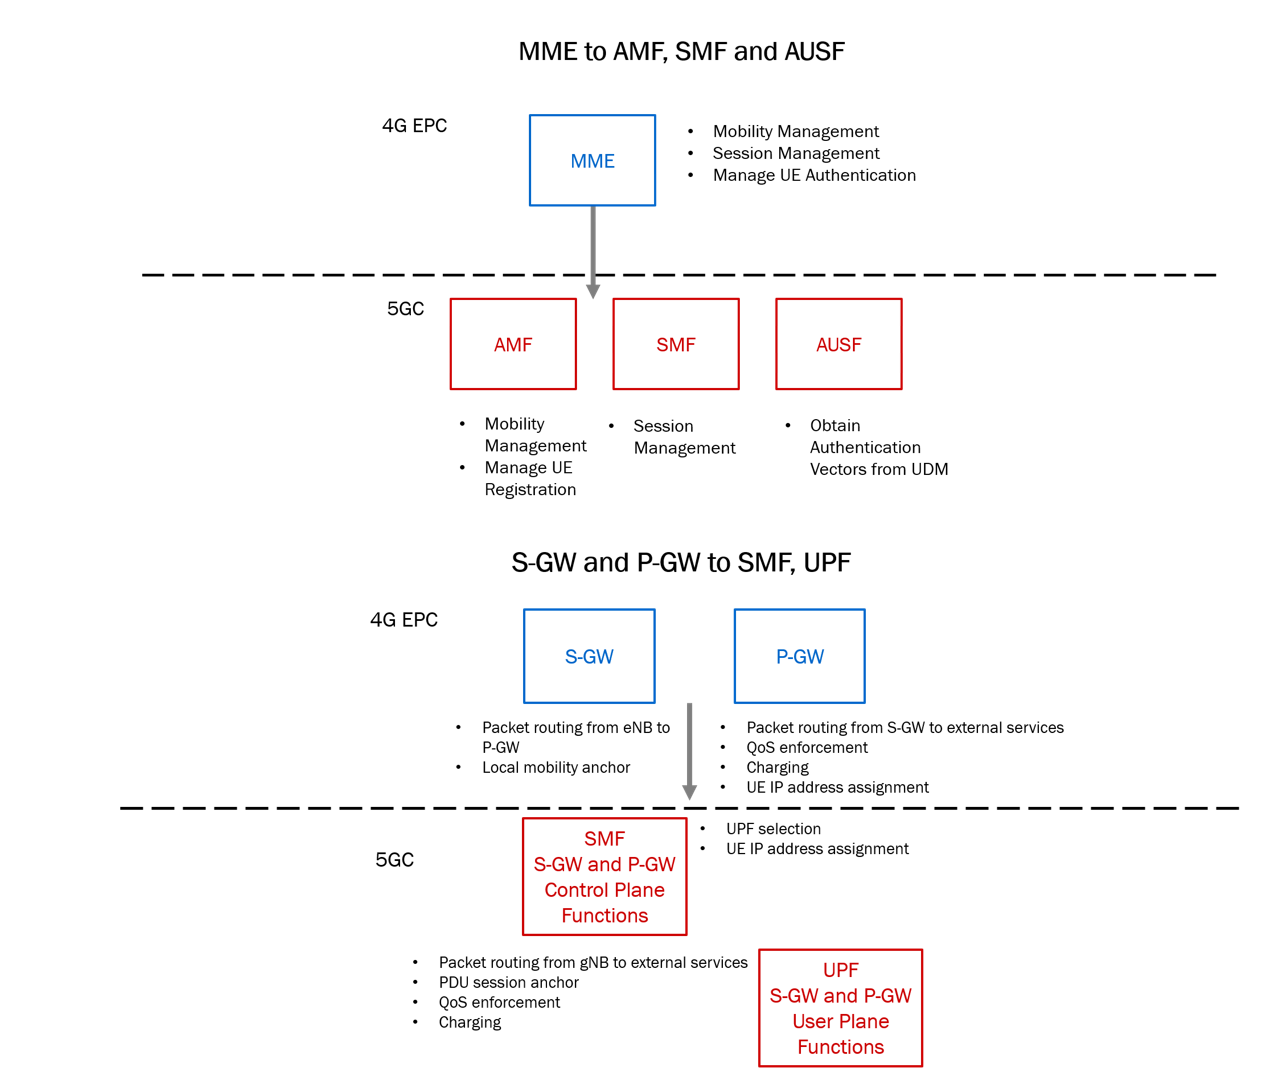 MME to AMF, SMF and AUSF
4G EPC
MME
• Mobility Management
• Session Management
• Manage UE Authentication
5GC
AMF
SMF
AUSF
• Mobility
Management
• Manage UE
Registration
• Session
Management
• Obtain
Authentication
Vectors from UDM
S-GW and P-GW to SMF, UPF
4G EPC
S-GW
P-GW
• Packet routing from eNB to
P-GW
• Local mobility anchor
• Packet routing from S-GW to external services
• QoS enforcement
• Charging
• UE IP address assignment
5GC
SMF
S-GW and P-GW
Control Plane
Functions
• UPF selection
• UE IP address assignment
• Packet routing from gNB to external services
• PDU session anchor
• QoS enforcement
• Charging
UPF
S-GW and P-GW
User Plane
Functions